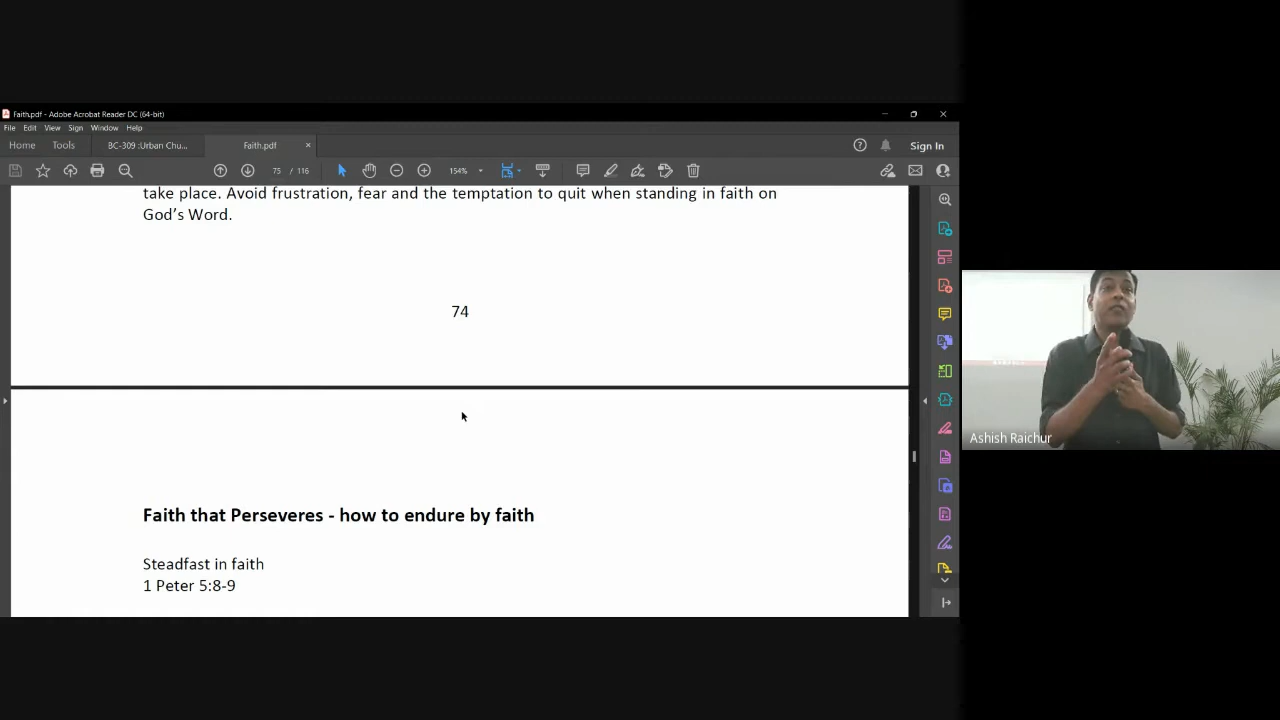 Faith.pdf - Adobe Acrobat Reader DC (64-bit)
File Edit View Sign Window Help
Home Tools BC-309 :Urban Chu... Faith.pdf × Sign In
75 / 116 154%
take place. Avoid frustration, fear and the temptation to quit when standing in faith on
God’s Word.
74
Faith that Perseveres - how to endure by faith
Steadfast in faith
1 Peter 5:8-9
Ashish Raichur